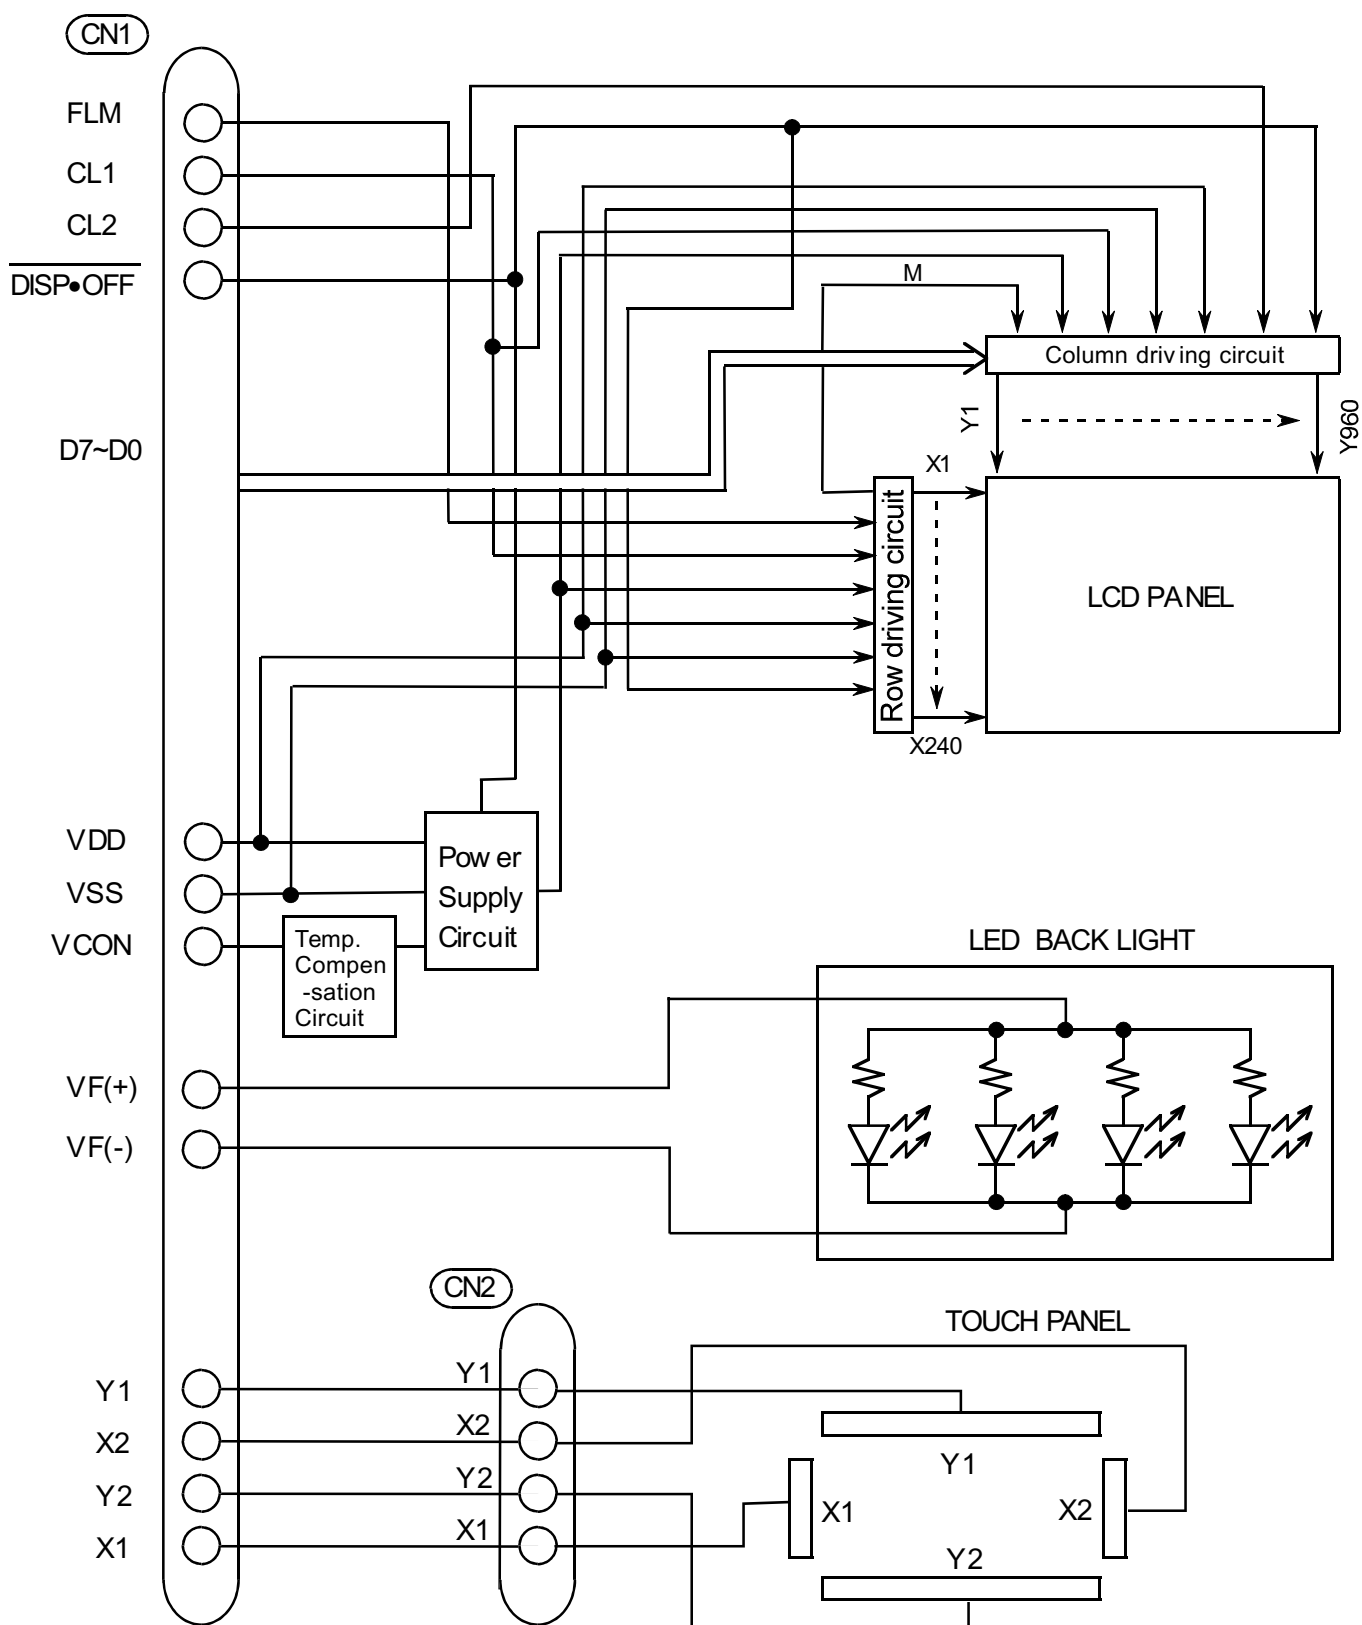 CN1
FLM
CL1
CL2
DISP•OFF
D7~D0
M
Column driving circuit
Y1
Y960
X1
Row driving circuit
X240
LCD PANEL
VDD
VSS
VCON
Power
Supply
Circuit
Temp.
Compen
-sation
Circuit
LED BACK LIGHT
VF(+)
VF(-)
CN2
TOUCH PANEL
Y1
X2
Y2
X1
Y1
X2
Y2
X1
Y1
X1
X2
Y2